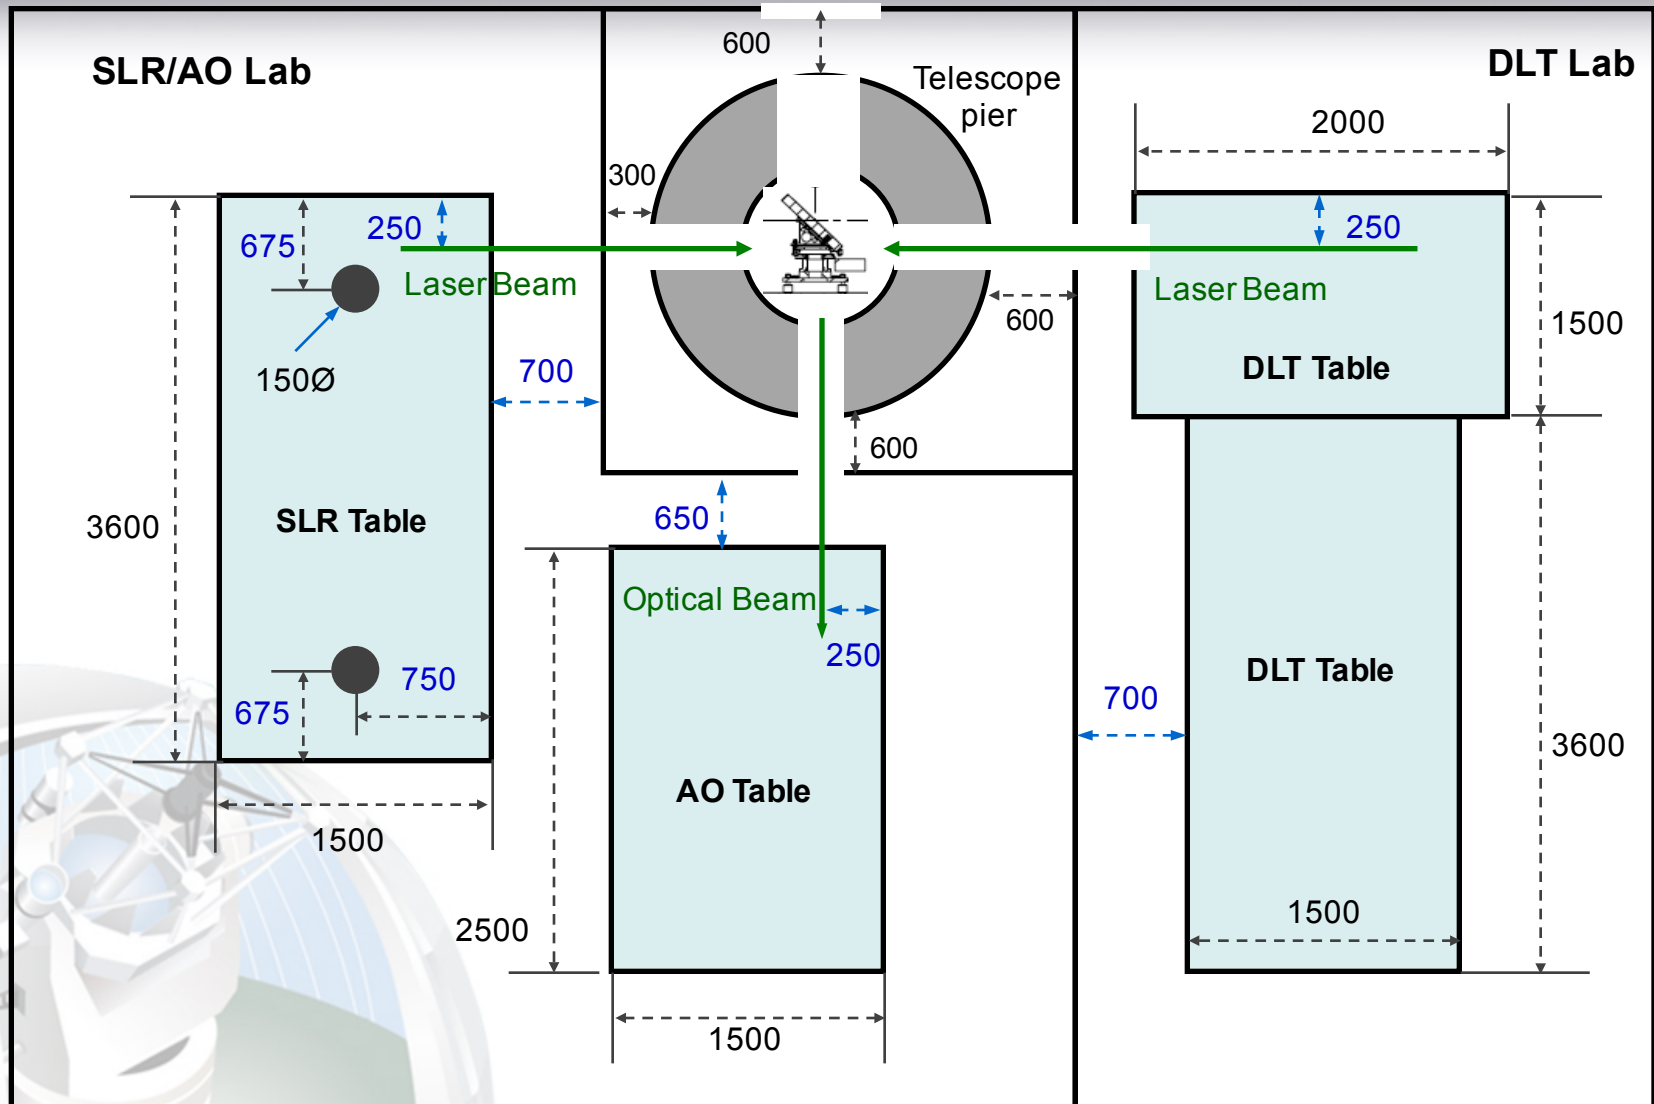 SLR/AO Lab
600
Telescope
pier
DLT Lab
2000
300
675
250
250
Laser Beam
Laser Beam
600
1500
150Ø
700
DLT Table
600
3600
SLR Table
650
Optical Beam
250
675
750
DLT Table
700
3600
AO Table
1500
2500
1500
1500